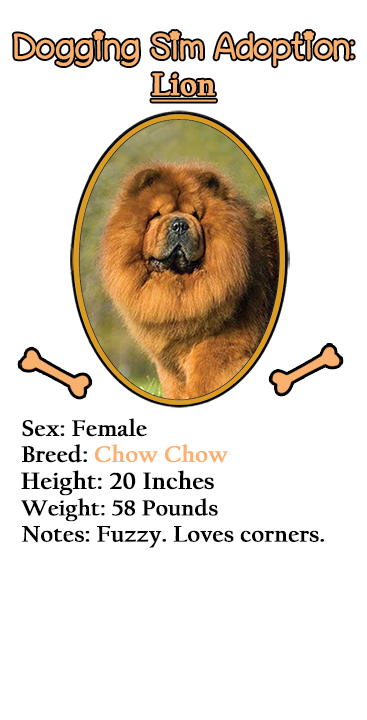 Dogging Sim Adoption:
Lion
Sex: Female
Breed: Chow Chow
Height: 20 Inches
Weight: 58 Pounds
Notes: Fuzzy. Loves corners.